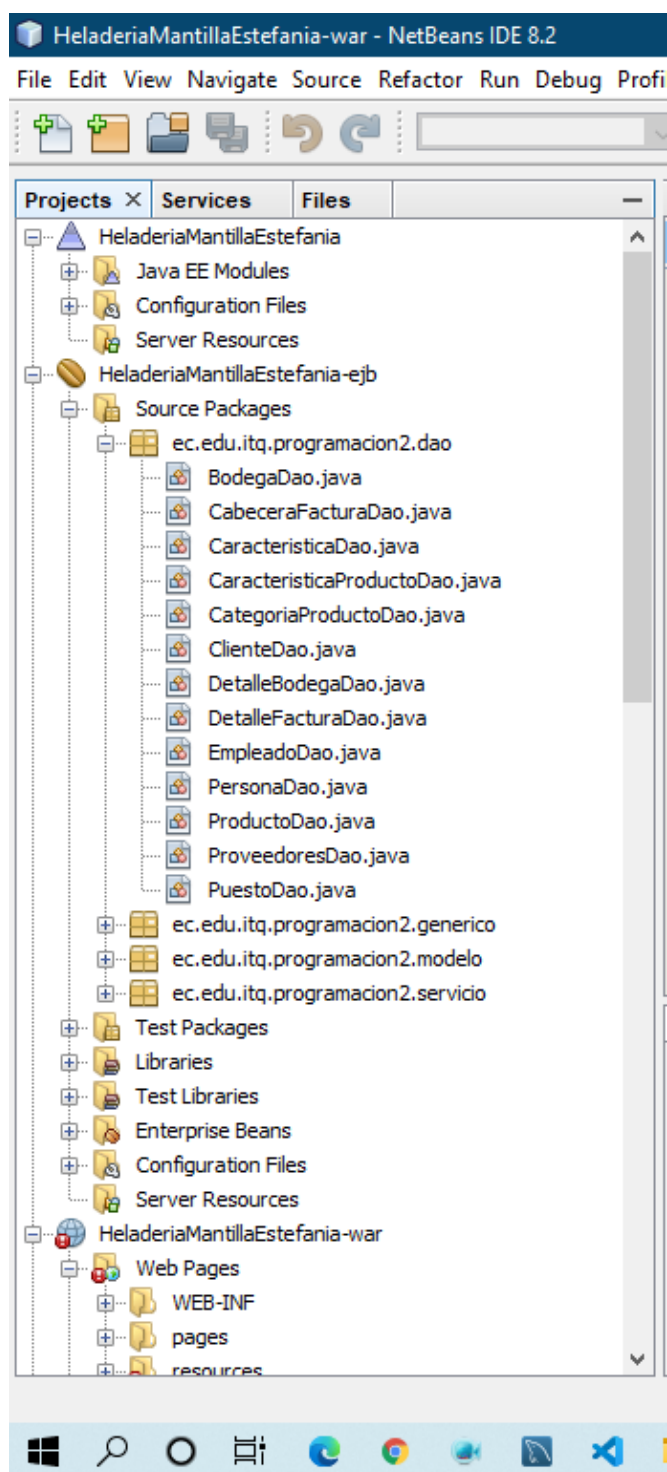 HeladeriaMantillaEstefania-war - NetBeans IDE 8.2
File Edit View Navigate Source Refactor Run Debug Profi
Projects × Services Files
HeladeriaMantillaEstefania
Java EE Modules
Configuration Files
Server Resources
HeladeriaMantillaEstefania-ejb
Source Packages
ec.edu.itq.programacion2.dao
BodegaDao.java
CabeceraFacturaDao.java
CaracteristicaDao.java
CaracteristicaProductoDao.java
CategoriaProductoDao.java
ClienteDao.java
DetalleBodegaDao.java
DetalleFacturaDao.java
EmpleadoDao.java
PersonaDao.java
ProductoDao.java
ProveedoresDao.java
PuestoDao.java
ec.edu.itq.programacion2.generico
ec.edu.itq.programacion2.modelo
ec.edu.itq.programacion2.servicio
Test Packages
Libraries
Test Libraries
Enterprise Beans
Configuration Files
Server Resources
HeladeriaMantillaEstefania-war
Web Pages
WEB-INF
pages
resources